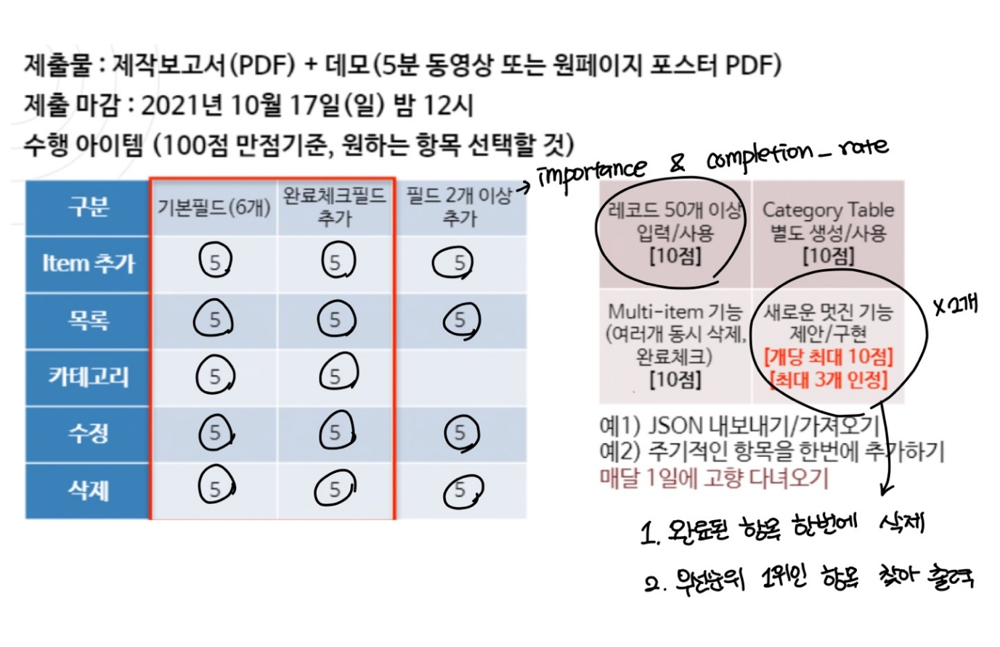 제출물 : 제작보고서(PDF) + 데모(5분 동영상 또는 원페이지 포스터 PDF)
제출 마감 : 2021년 10월 17일(일) 밤 12시
수행 아이템 (100점 만점기준, 원하는 항목 선택할 것)
→ importance & completion_rate
구분 기본필드(6개) 완료체크필드 추가 필드 2개 이상 추가
Item 추가 5 5 5
목록 5 5 5
카테고리 5 5
수정 5 5 5
삭제 5 5 5
레코드 50개 이상
입력/사용
[10점]
Category Table
별도 생성/사용
[10점]
Multi-item 기능
(여러개 동시 삭제,
완료체크)
[10점]
새로운 멋진 기능
제안/구현
[개당 최대 10점]
[최대 3개 인정]
x2개
예1) JSON 내보내기/가져오기
예2) 주기적인 항목을 한번에 추가하기
매달 1일에 고향 다녀오기
1. 완료된 항목 한번에 삭제
2. 우선순위 1위인 항목 찾아 출력